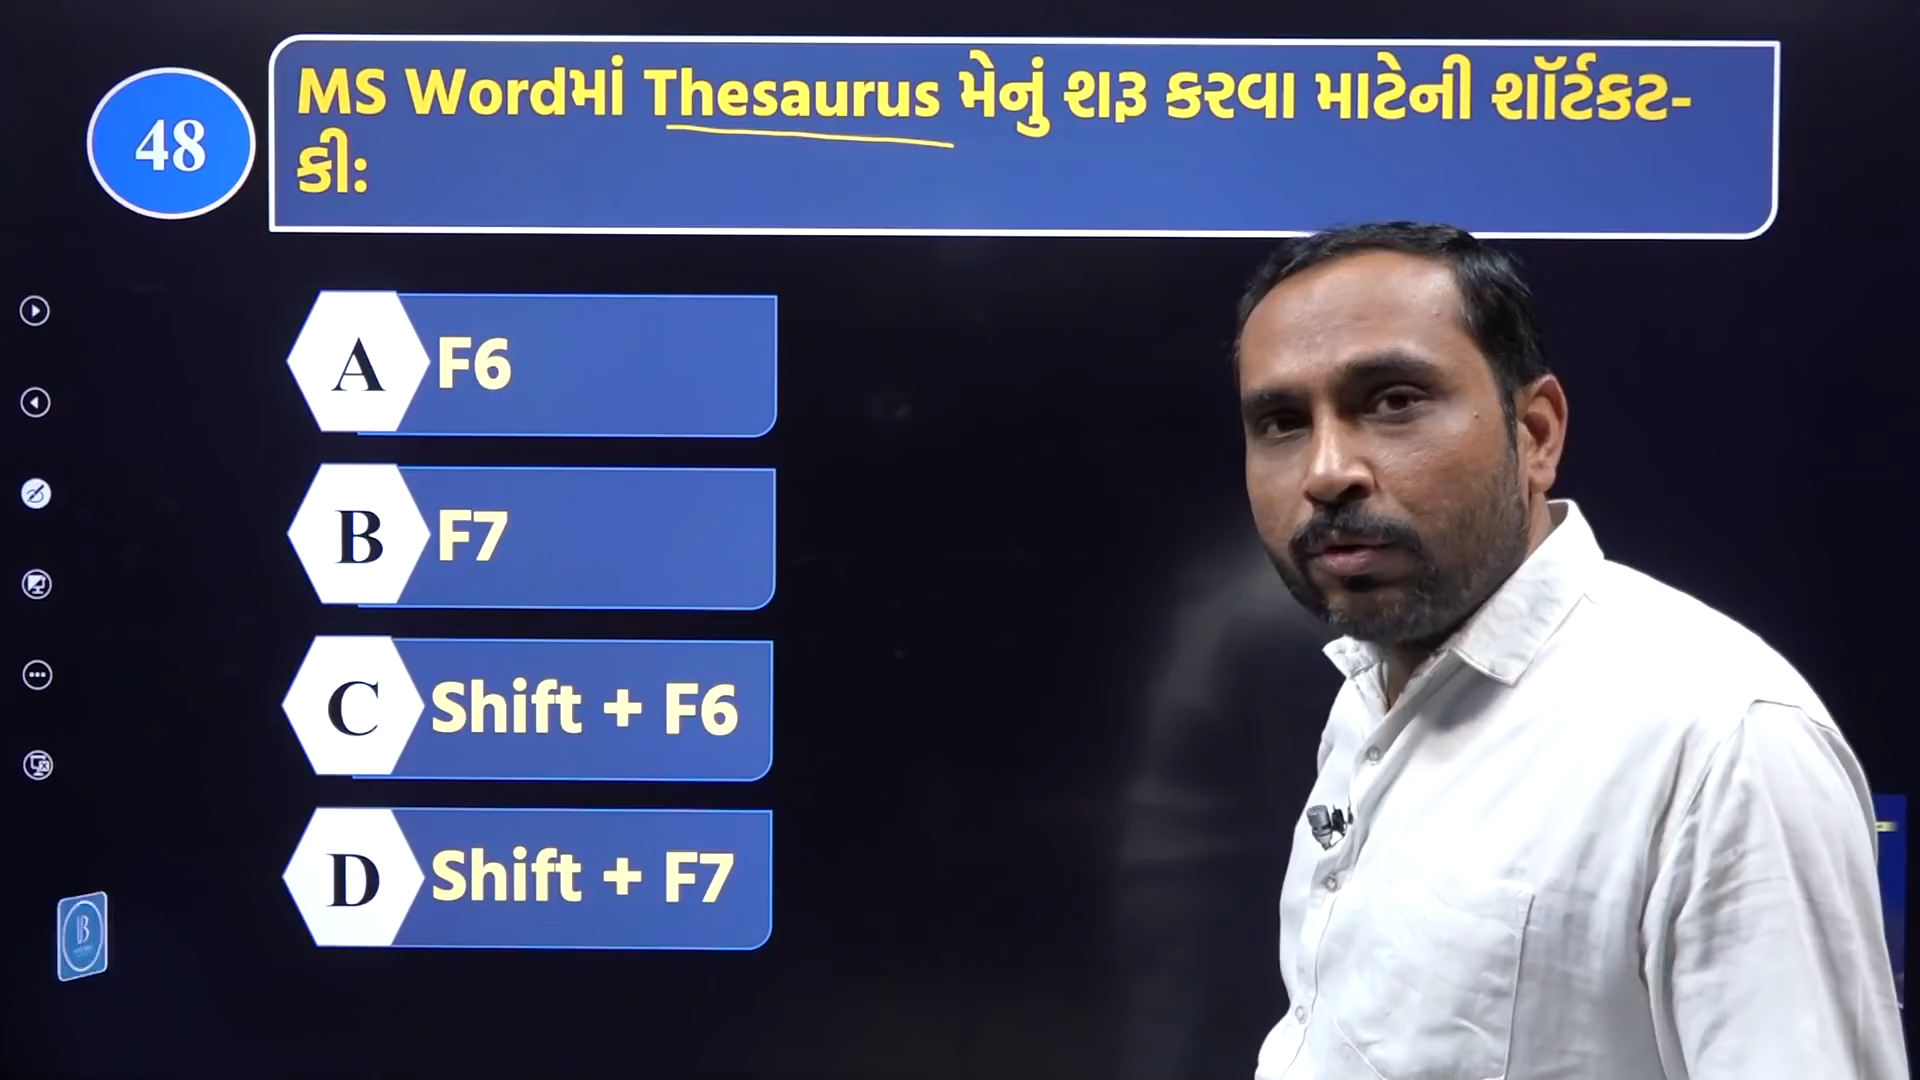 48
MS Wordમાં Thesaurus મેનું શરૂ કરવા માટેની શૉર્ટકટ-
કી:
A F6
B F7
C Shift + F6
D Shift + F7
B